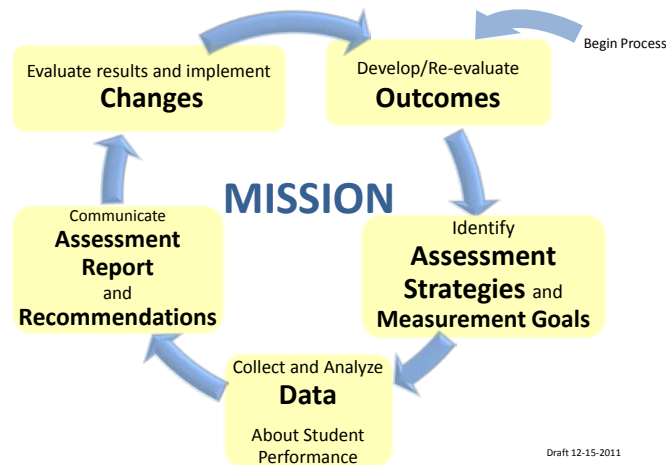 Begin Process
Develop/Re-evaluate
Outcomes
Identify
Assessment
Strategies and
Measurement Goals
Collect and Analyze
Data
About Student
Performance
Communicate
Assessment
Report
and
Recommendations
Evaluate results and implement
Changes
MISSION
Draft 12-15-2011